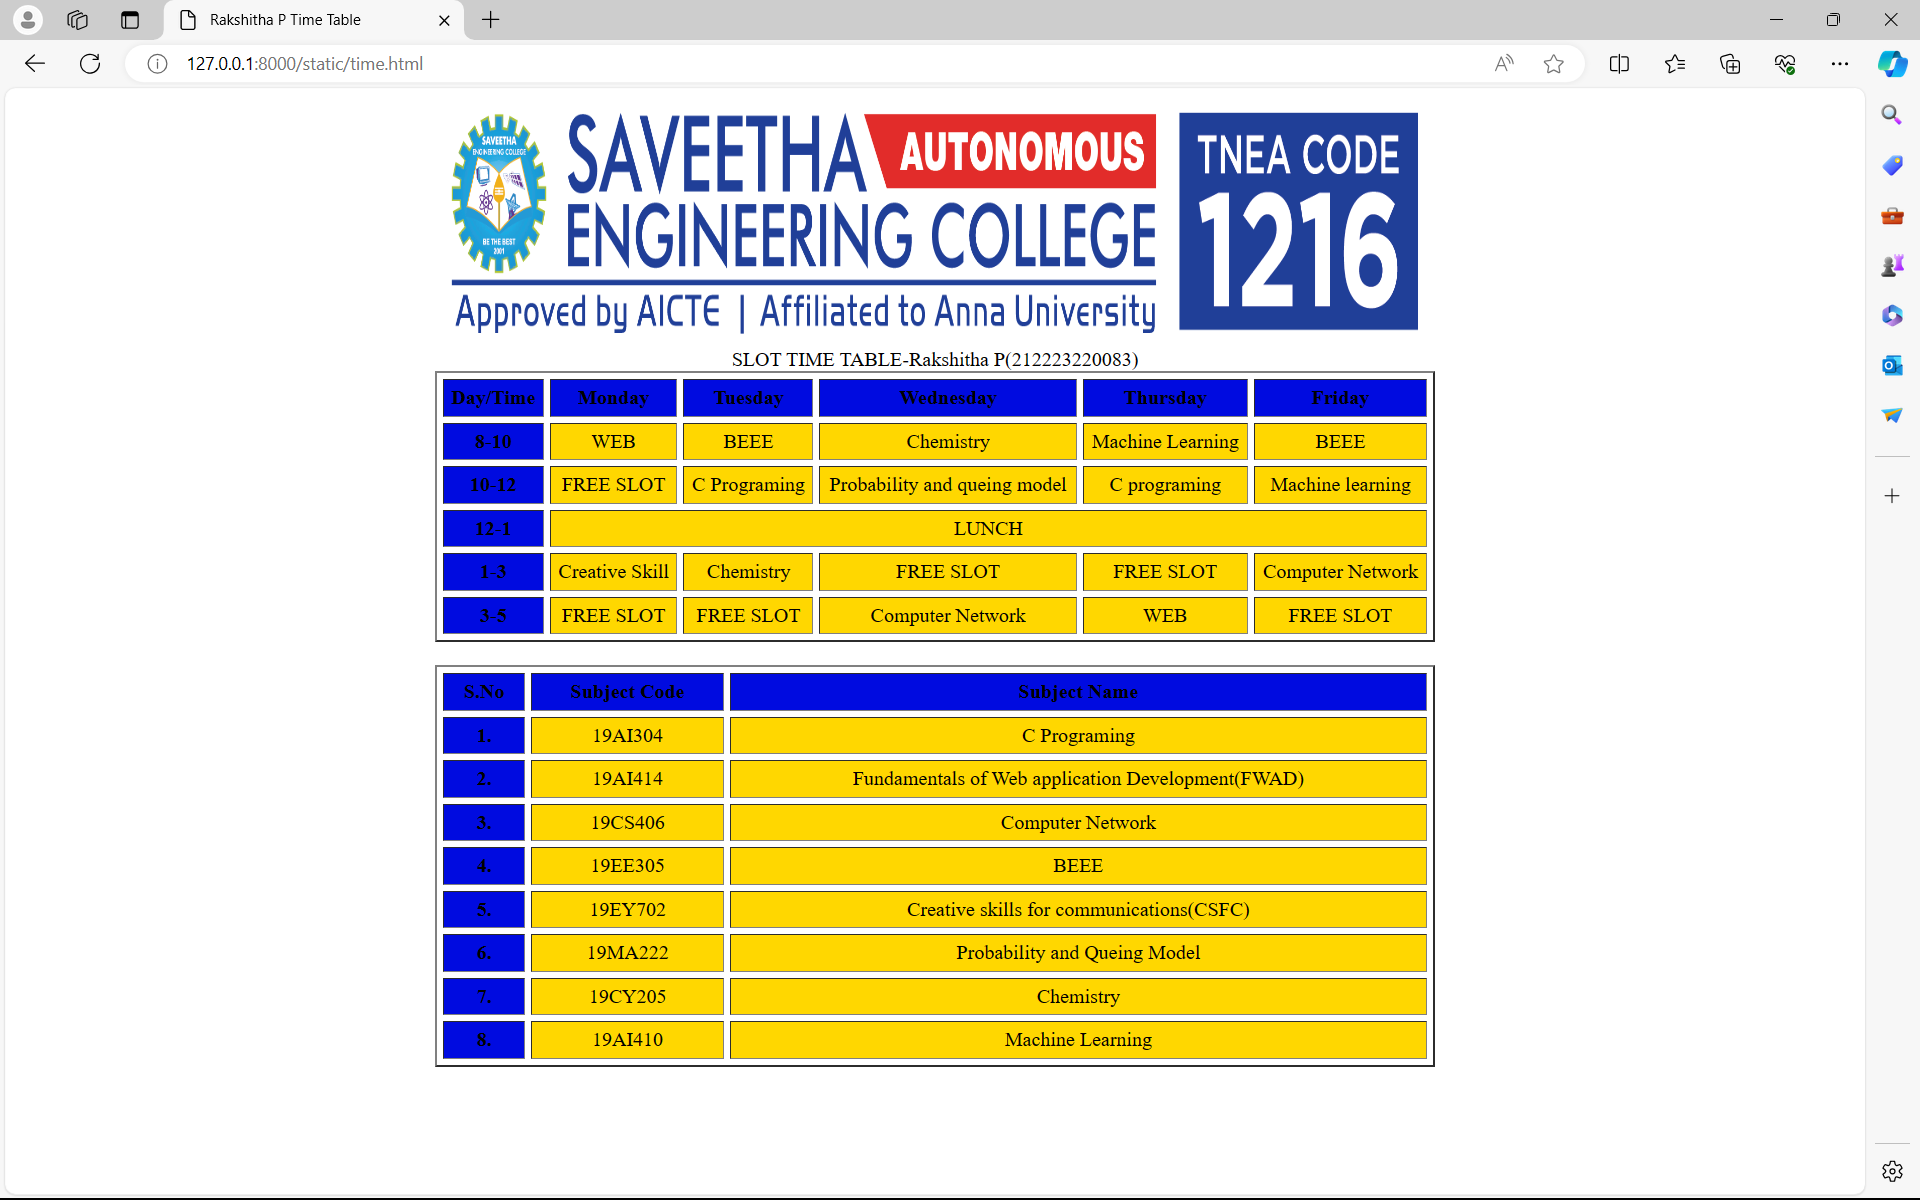 Rakshitha P Time Table
127.0.0.1:8000/static/time.html
SAVEETHA AUTONOMOUS
ENGINEERING COLLEGE
Approved by AICTE | Affiliated to Anna University
SAVEETHA
ENGINEERING COLLEGE
BE THE BEST
2001
TNEA CODE
1216
SLOT TIME TABLE-Rakshitha P(212223220083)
Day/Time Monday Tuesday Wednesday Thursday Friday
8-10 WEB BEEE Chemistry Machine Learning BEEE
10-12 FREE SLOT C Programing Probability and queing model C programing Machine learning
12-1 LUNCH
1-3 Creative Skill Chemistry FREE SLOT FREE SLOT Computer Network
3-5 FREE SLOT FREE SLOT Computer Network WEB FREE SLOT
S.No Subject Code Subject Name
1. 19AI304 C Programing
2. 19AI414 Fundamentals of Web application Development(FWAD)
3. 19CS406 Computer Network
4. 19EE305 BEEE
5. 19EY702 Creative skills for communications(CSFC)
6. 19MA222 Probability and Queing Model
7. 19CY205 Chemistry
8. 19AI410 Machine Learning